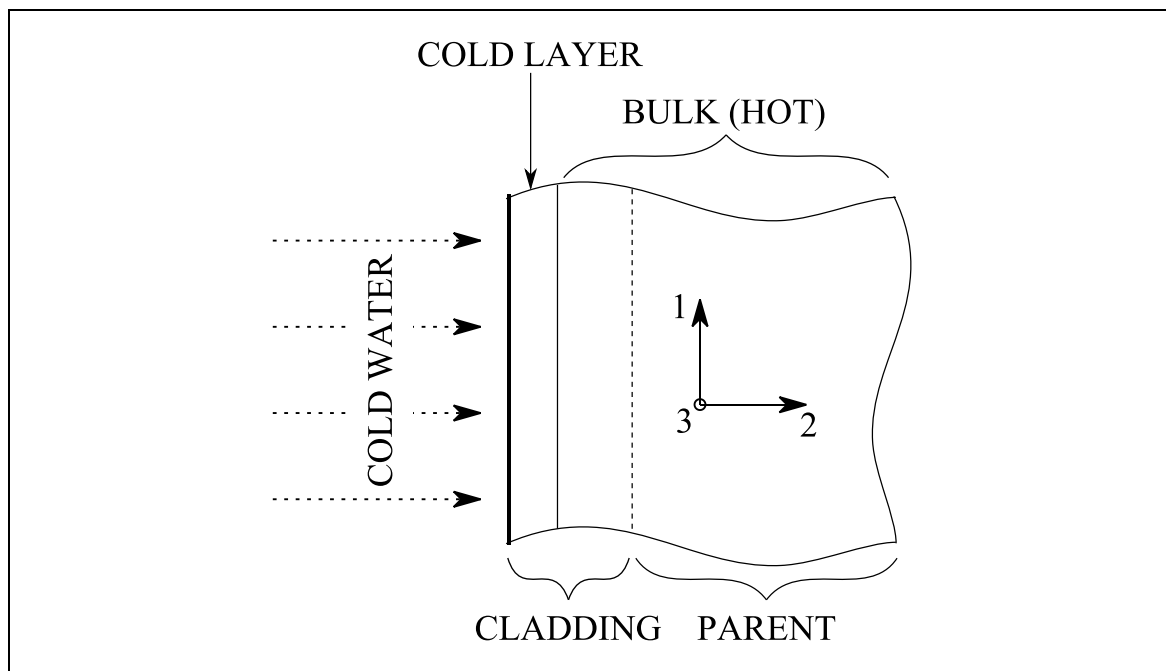 COLD LAYER
BULK (HOT)
COLD WATER
1
3
2
CLADDING
PARENT